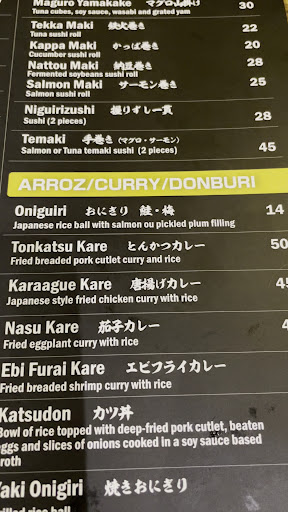 Maguro Yamakake マグロ山掛け 30
Tuna cubes, soy sauce, wasabi and grated yam
Tekka Maki 鉄火巻き 22
Tuna sushi roll
Kappa Maki かっぱ巻き 20
Cucumber sushi roll
Nattou Maki 納豆巻き 28
Fermented soybeans sushi roll
Salmon Maki サーモン巻き 25
Salmon sushi roll
Niguirizushi 握りずし一貫 28
Sushi (2 pieces)
Temaki 手巻き(マグロ・サーモン) 45
Salmon or Tuna temaki sushi (2 pieces)
ARROZ/CURRY/DONBURI
Oniguiri おにぎり 鮭・梅 14
Japanese rice ball with salmon ou pickled plum filling
Tonkatsu Kare とんかつカレー 50
Fried breaded pork cutlet curry and rice
Karaague Kare 唐揚げカレー 45
Japanese style fried chicken curry with rice
Nasu Kare 茄子カレー
Fried eggplant curry with rice
Ebi Furai Kare エビフライカレー
Fried breaded shrimp curry with rice
Katsudon カツ丼
Bowl of rice topped with deep-fried pork cutlet, beaten
eggs and slices of onions cooked in a soy sauce based
roth
Yaki Onigiri 焼きおにぎり
rilled rice ball